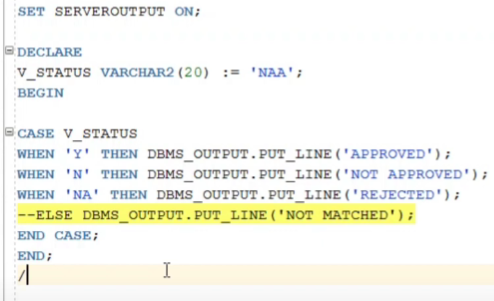 SET SERVEROUTPUT ON;
DECLARE
V_STATUS VARCHAR2(20) := 'NAA';
BEGIN
CASE V_STATUS
WHEN 'Y' THEN DBMS_OUTPUT.PUT_LINE('APPROVED');
WHEN 'N' THEN DBMS_OUTPUT.PUT_LINE('NOT APPROVED');
WHEN 'NA' THEN DBMS_OUTPUT.PUT_LINE('REJECTED');
--ELSE DBMS_OUTPUT.PUT_LINE('NOT MATCHED');
END CASE;
END;
/